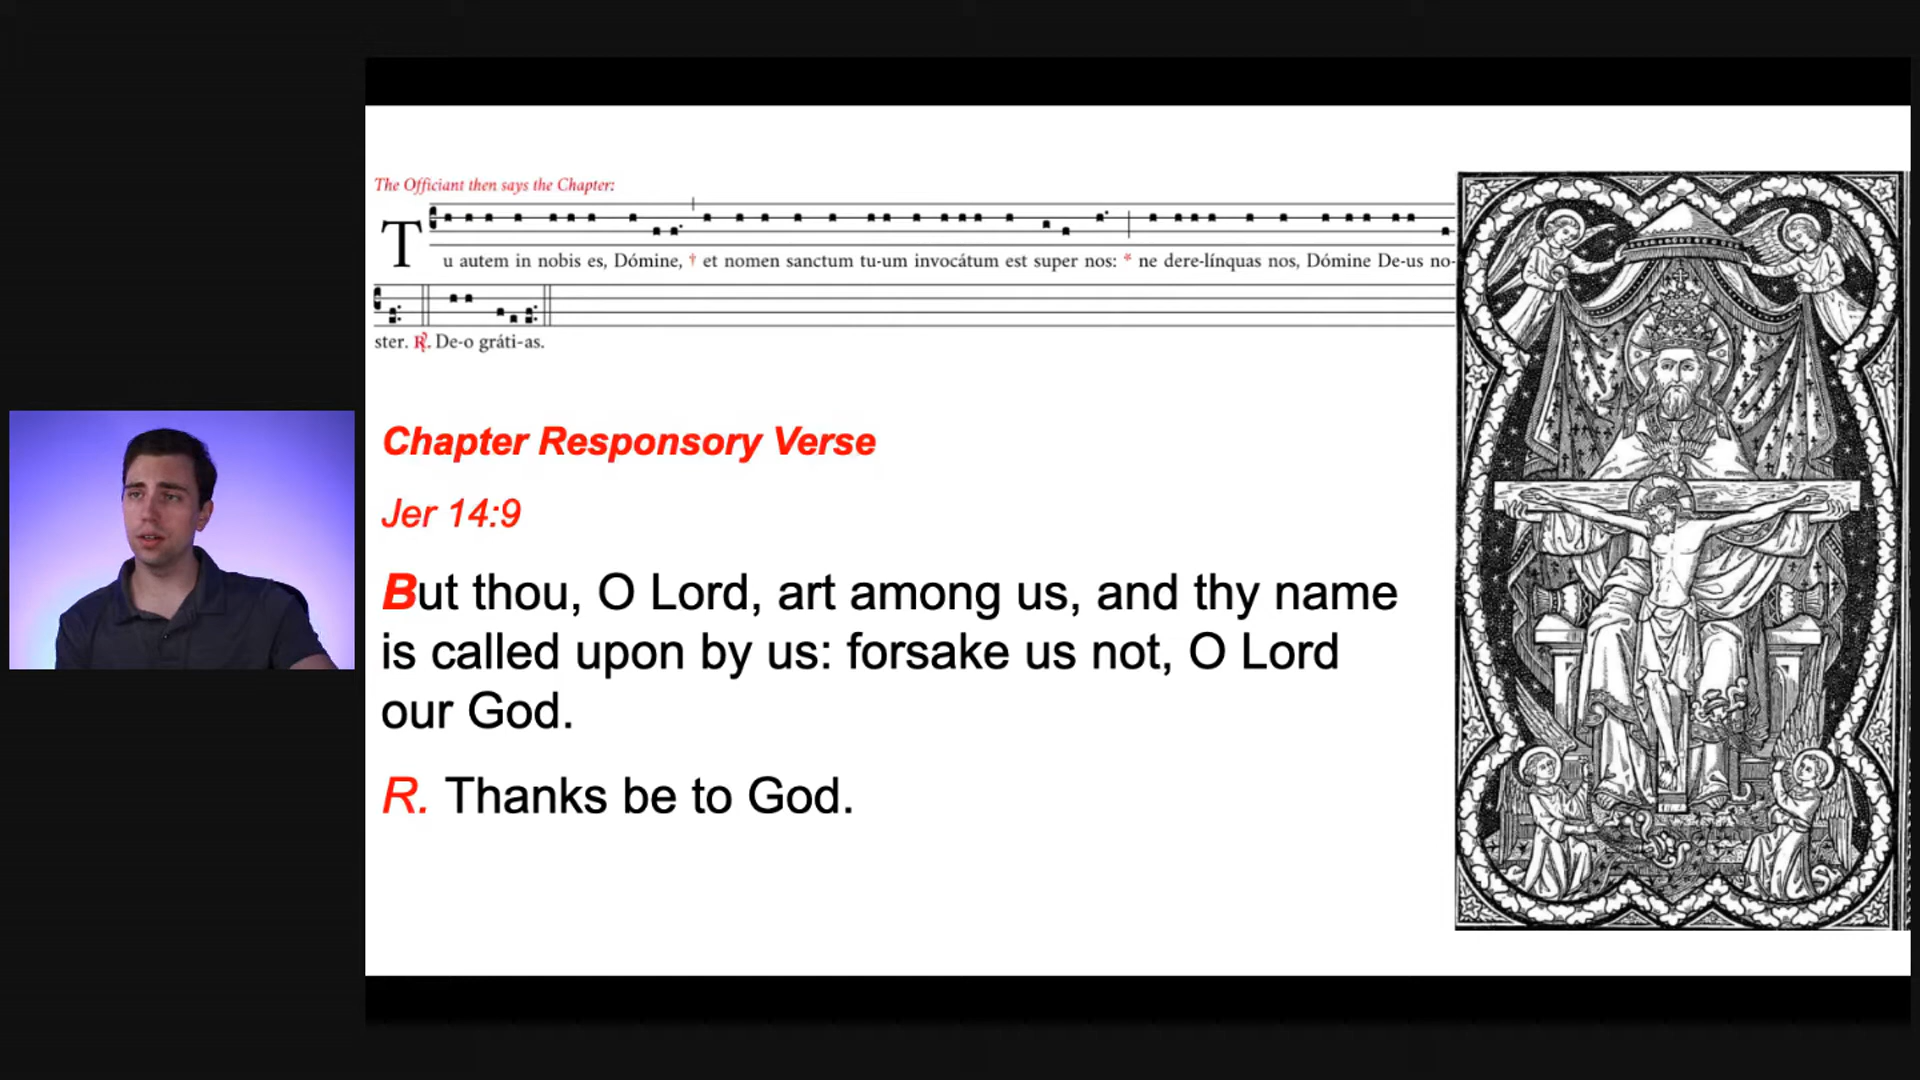 The Officiant then says the Chapter:
Tu autem in nobis es, Dómine, † et nomen sanctum tu-um invocátum est super nos: * ne dere-línquas nos, Dómine De-us no-
ster. ℟. De-o gráti-as.
Chapter Responsory Verse
Jer 14:9
But thou, O Lord, art among us, and thy name
is called upon by us: forsake us not, O Lord
our God.
R. Thanks be to God.